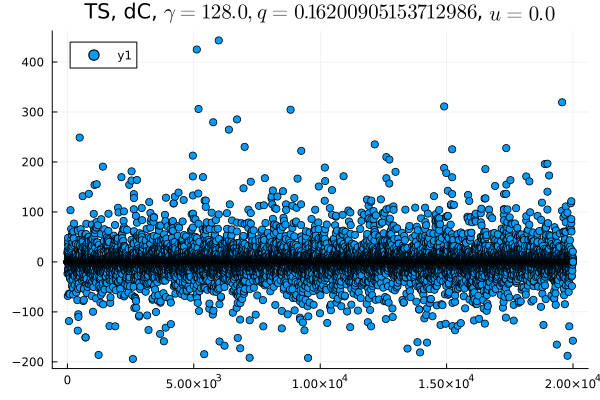 TS, dC, γ = 128.0, q = 0.16200905153712986, u = 0.0
y1
400
300
200
100
0
−100
−200
0 5.00×10³ 1.00×10⁴ 1.50×10⁴ 2.00×10⁴